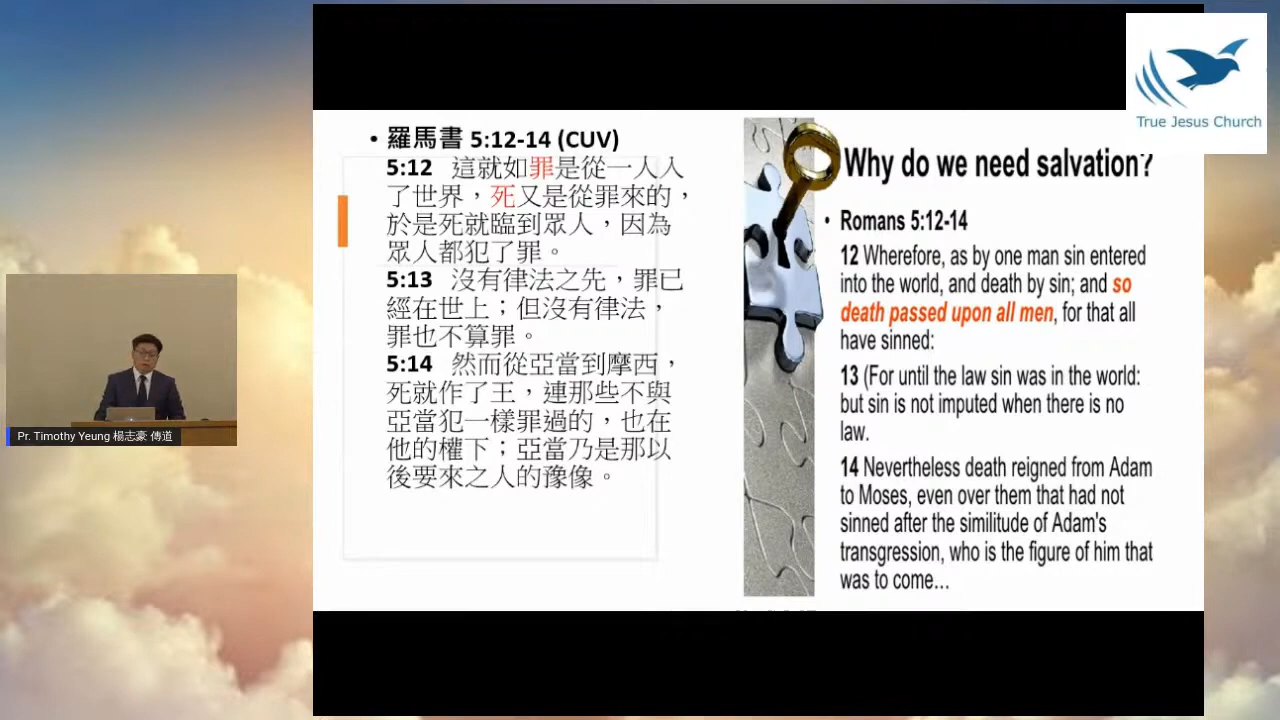 • 羅馬書 5:12-14 (CUV)
5:12 這就如罪是從一人入
了世界，死又是從罪來的，
於是死就臨到眾人，因為
眾人都犯了罪。
5:13 沒有律法之先，罪已
經在世上；但沒有律法，
罪也不算罪。
5:14 然而從亞當到摩西，
死就作了王，連那些不與
亞當犯一樣罪過的，也在
他的權下；亞當乃是那以
後要來之人的豫像。
Why do we need salvation?
• Romans 5:12-14
12 Wherefore, as by one man sin entered
into the world, and death by sin; and so
death passed upon all men, for that all
have sinned:
13 (For until the law sin was in the world:
but sin is not imputed when there is no
law.
14 Nevertheless death reigned from Adam
to Moses, even over them that had not
sinned after the similitude of Adam's
transgression, who is the figure of him that
was to come…
True Jesus Church
Pr. Timothy Yeung 楊志豪 傳道